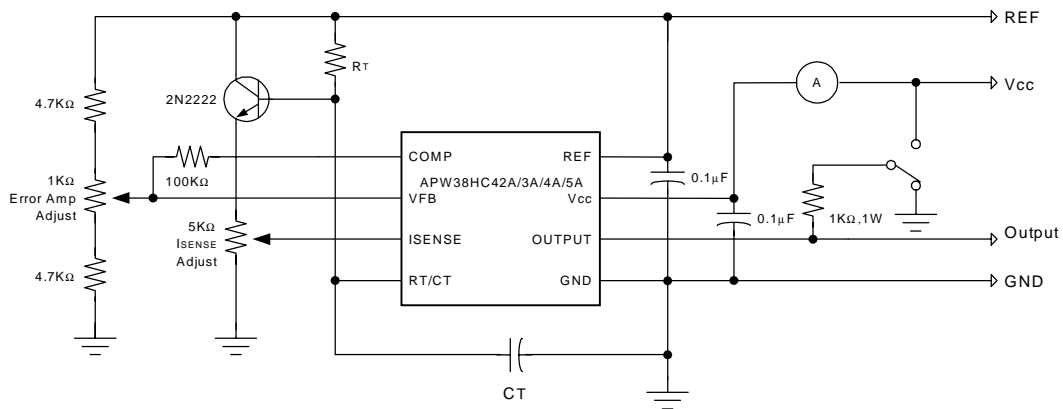 REF
RT
A
Vcc
4.7KΩ
2N2222
COMP
REF
100KΩ
APW38HC42A/3A/4A/5A
0.1μF
1KΩ
Error Amp
Adjust
VFB
Vcc
0.1μF
1KΩ,1W
5KΩ
ISENSE
Adjust
ISENSE
OUTPUT
Output
4.7KΩ
RT/CT
GND
GND
CT